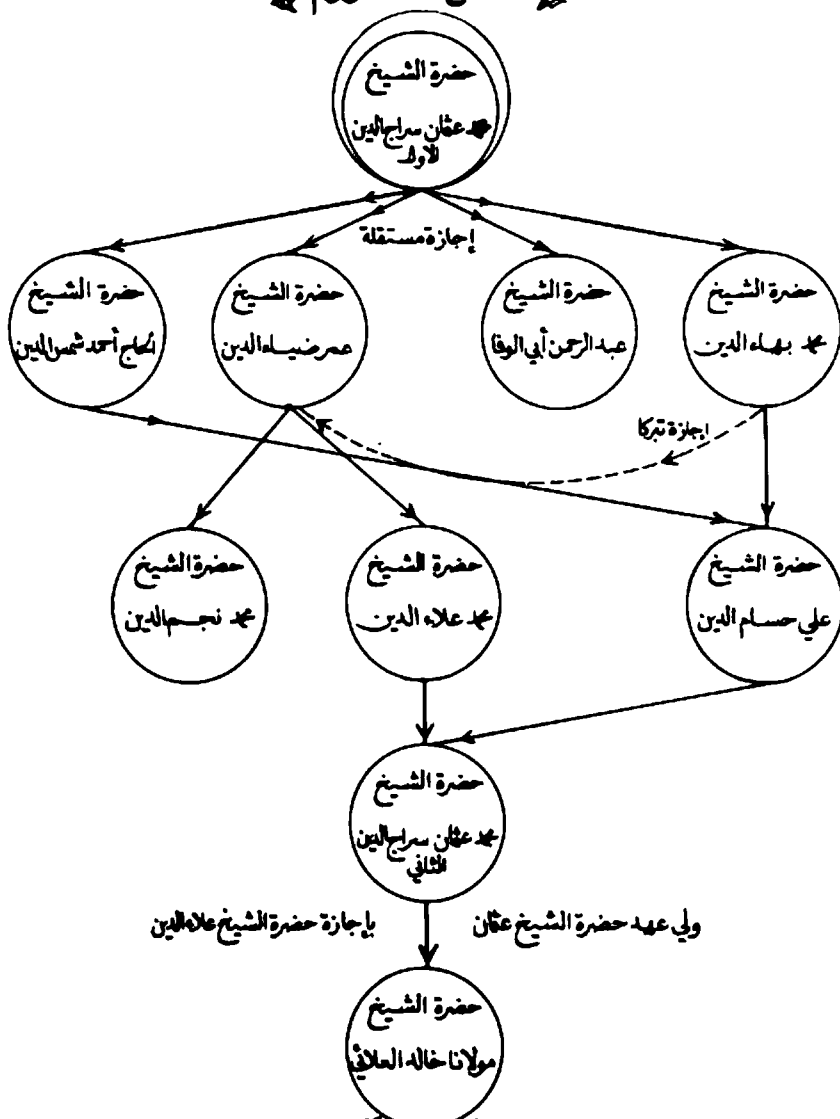 حضرة الشيخ
محمد عثمان سراج الدين
الأول
إجازة مستقلة
حضرة الشيخ
محمد بهاء الدين
حضرة الشيخ
عبد الرحمن أبي الوفا
حضرة الشيخ
عمر ضياء الدين
حضرة الشيخ
الحاج أحمد شمس الدين
إجازة تبركا
حضرة الشيخ
علي حسام الدين
حضرة الشيخ
محمد علاء الدين
حضرة الشيخ
محمد نجم الدين
حضرة الشيخ
محمد عثمان سراج الدين
الثاني
ولي عهد حضرة الشيخ عثمان
بإجازة حضرة الشيخ علاء الدين
حضرة الشيخ
مولانا خالد العلائي